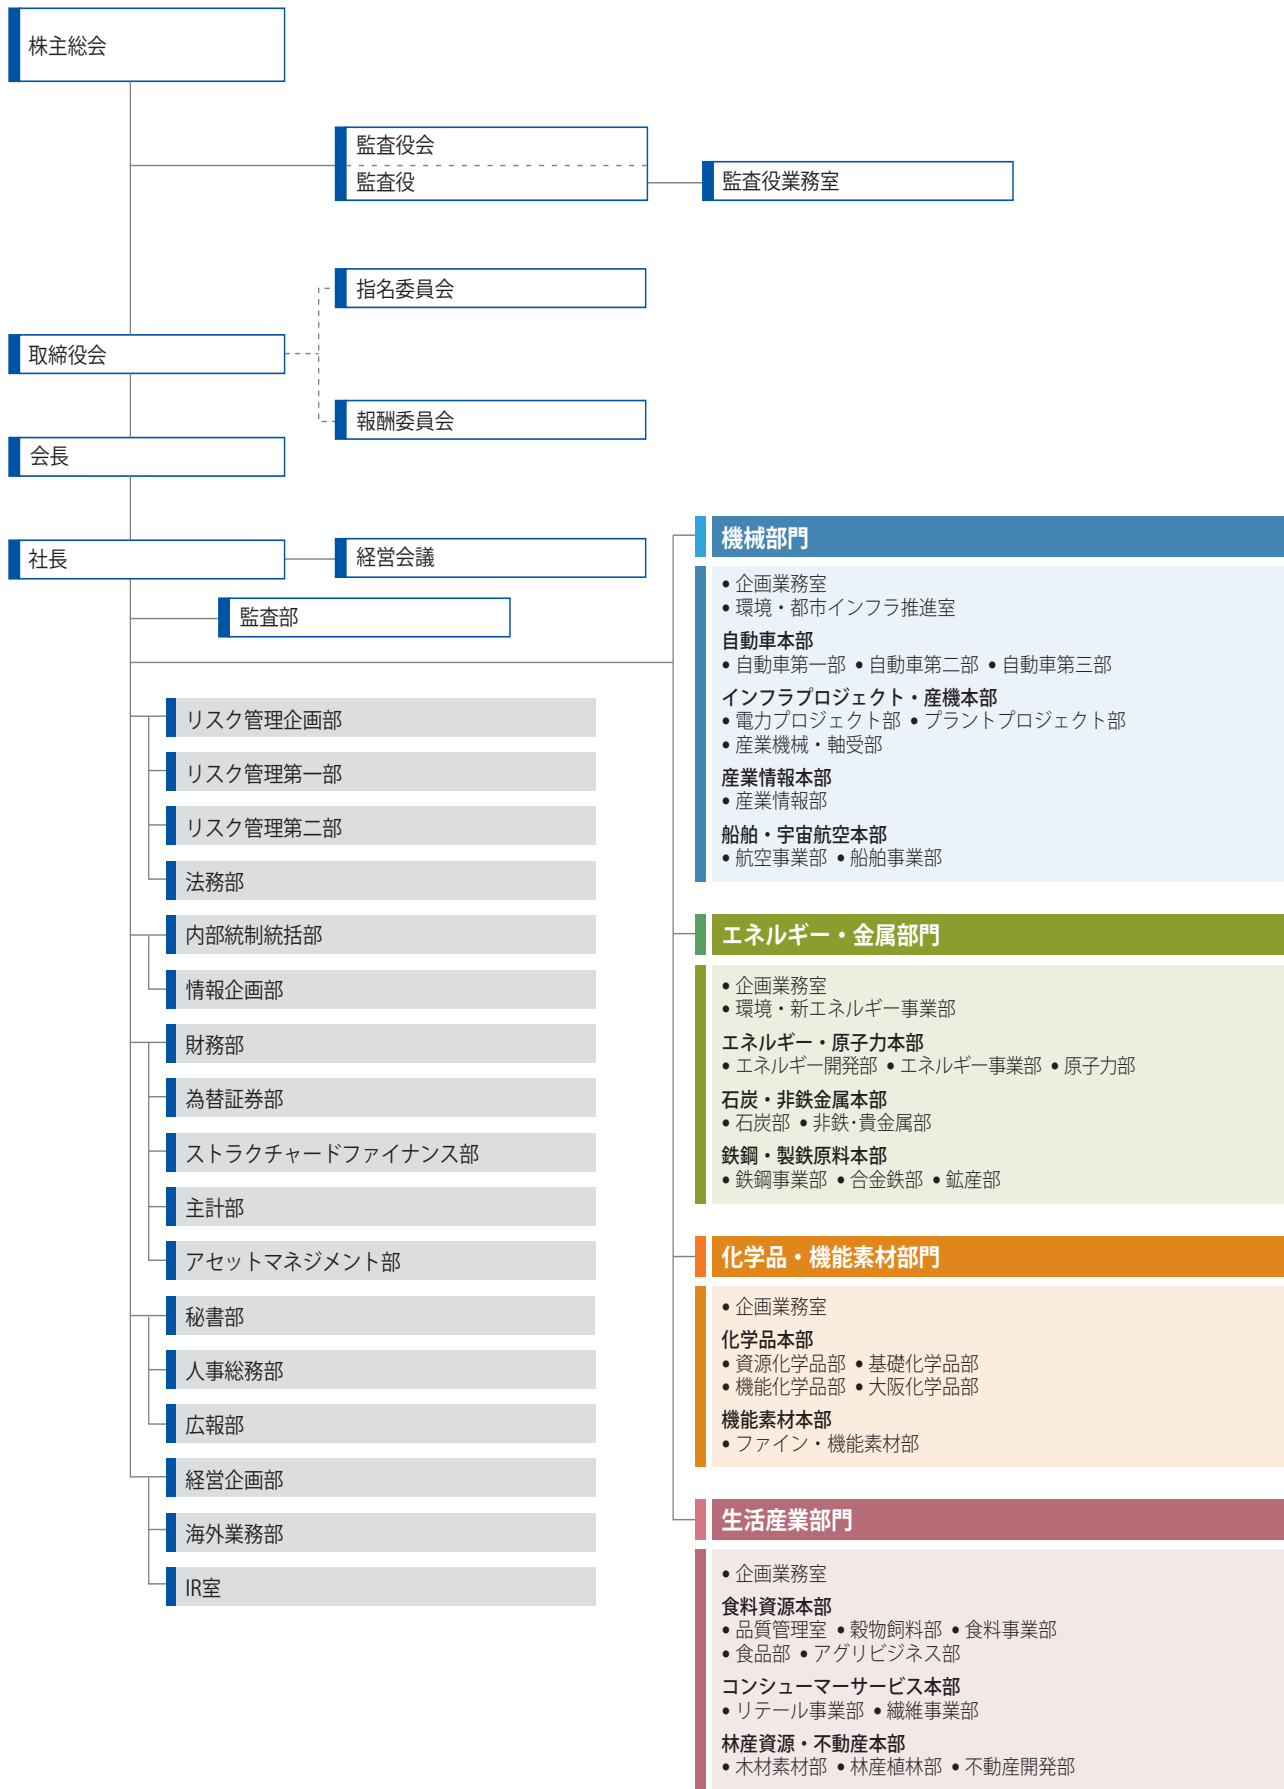 株主総会
監査役会
監査役
監査役業務室
指名委員会
取締役会
報酬委員会
会長
社長
経営会議
監査部
リスク管理企画部
リスク管理第一部
リスク管理第二部
法務部
内部統制統括部
情報企画部
財務部
為替証券部
ストラクチャードファイナンス部
主計部
アセットマネジメント部
秘書部
人事総務部
広報部
経営企画部
海外業務部
IR室
機械部門
• 企画業務室
• 環境・都市インフラ推進室
自動車本部
• 自動車第一部 • 自動車第二部 • 自動車第三部
インフラプロジェクト・産機本部
• 電力プロジェクト部 • プラントプロジェクト部
• 産業機械・軸受部
産業情報本部
• 産業情報部
船舶・宇宙航空本部
• 航空事業部 • 船舶事業部
エネルギー・金属部門
• 企画業務室
• 環境・新エネルギー事業部
エネルギー・原子力本部
• エネルギー開発部 • エネルギー事業部 • 原子力部
石炭・非鉄金属本部
• 石炭部 • 非鉄･貴金属部
鉄鋼・製鉄原料本部
• 鉄鋼事業部 • 合金鉄部 • 鉱産部
化学品・機能素材部門
• 企画業務室
化学品本部
• 資源化学品部 • 基礎化学品部
• 機能化学品部 • 大阪化学品部
機能素材本部
• ファイン・機能素材部
生活産業部門
• 企画業務室
食料資源本部
• 品質管理室 • 穀物飼料部 • 食料事業部
• 食品部 • アグリビジネス部
コンシューマーサービス本部
• リテール事業部 • 繊維事業部
林産資源・不動産本部
• 木材素材部 • 林産植林部 • 不動産開発部